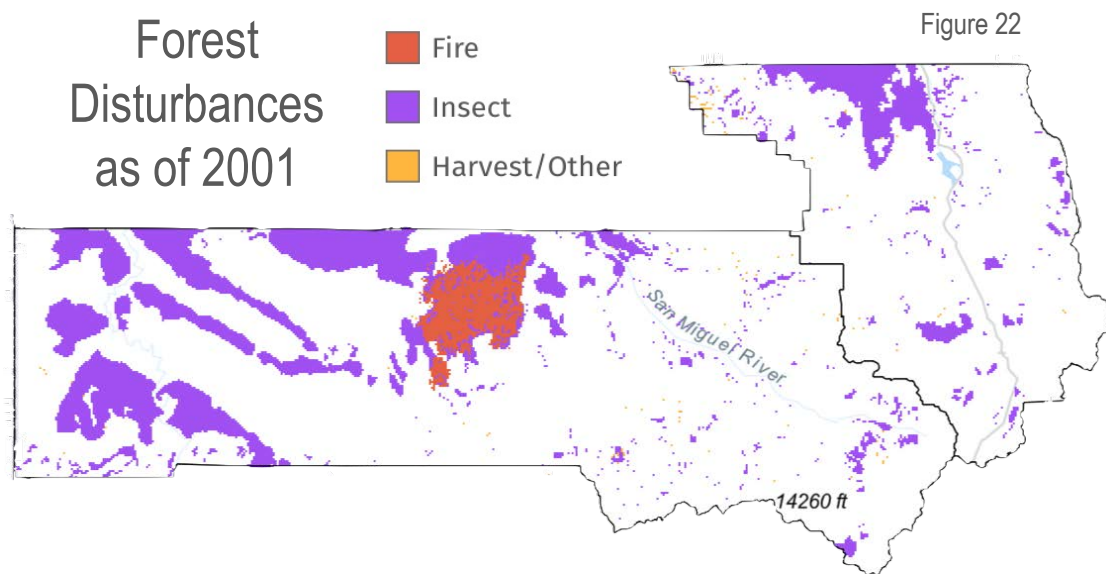 Forest
Disturbances
as of 2001
Fire
Insect
Harvest/Other
Figure 22
San Miguel River
14260 ft